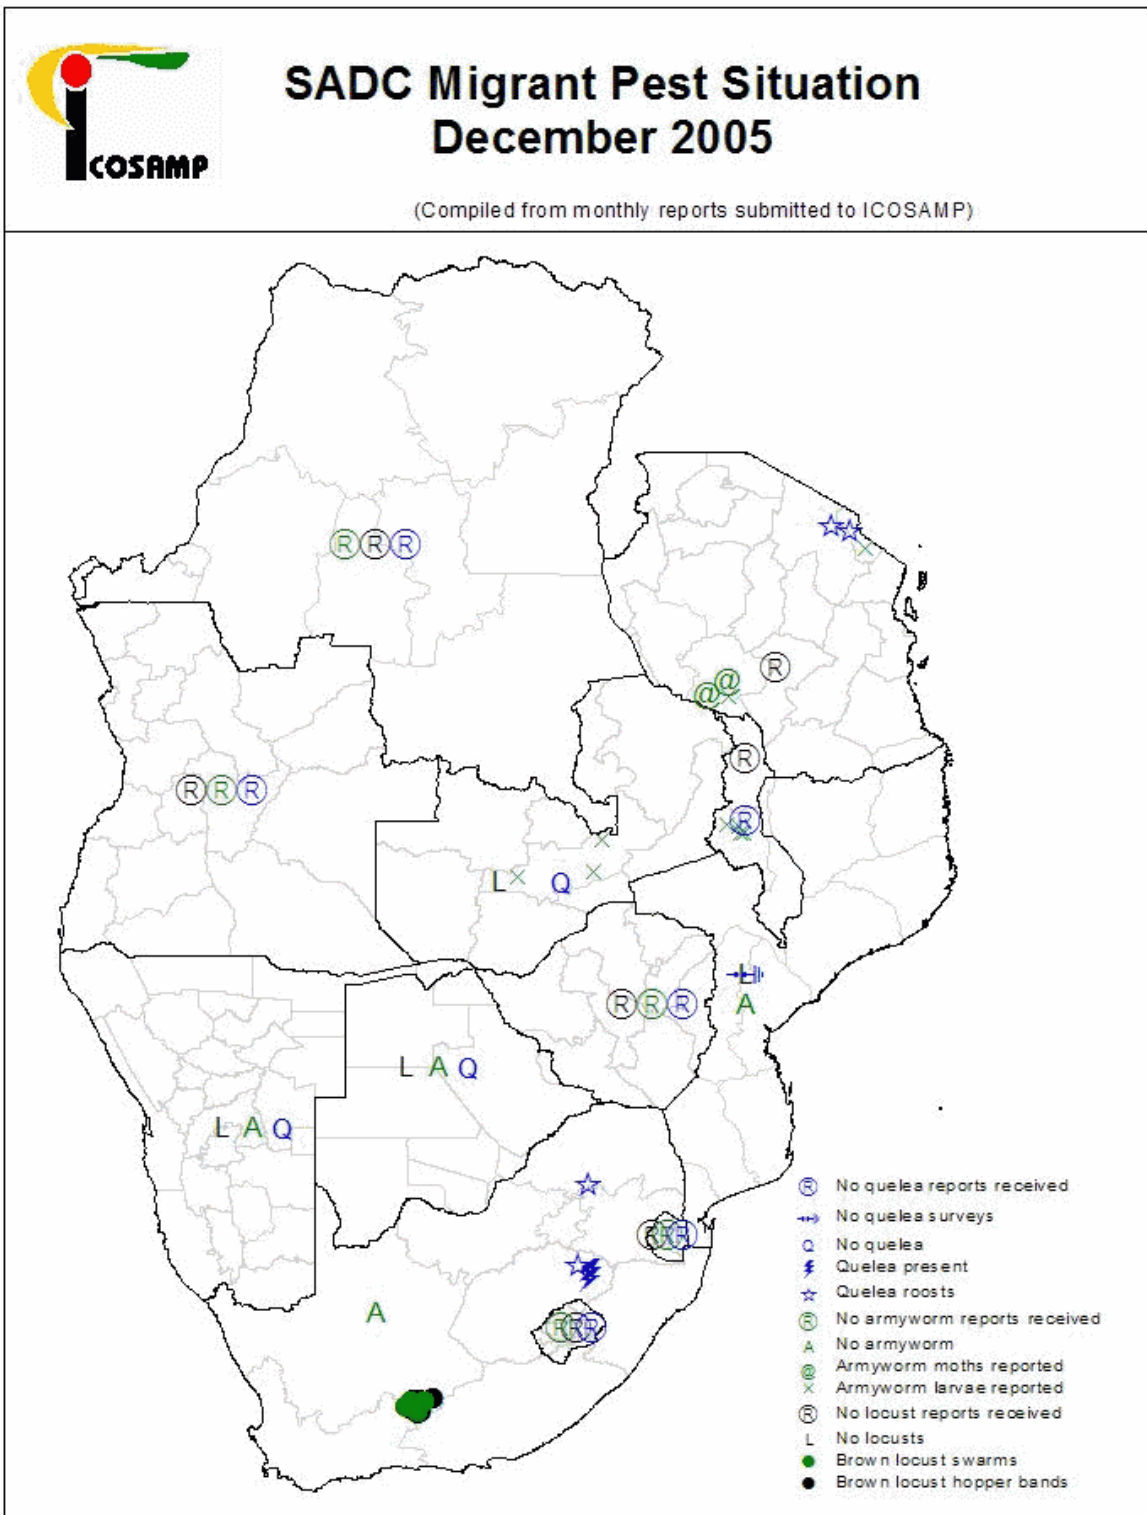 iCOSAMP
SADC Migrant Pest Situation
December 2005
(Compiled from monthly reports submitted to ICOSAMP)
R R R
@ @
R
R
R R R
R
L Q
L
A
R R R
L A Q
L A Q
R R R
A
R R R
R No quelea reports received
No quelea surveys
Q No quelea
Quelea present
Quelea roosts
R No armyworm reports received
A No armyworm
@ Armyworm moths reported
× Armyworm larvae reported
R No locust reports received
L No locusts
Brown locust swarms
Brown locust hopper bands